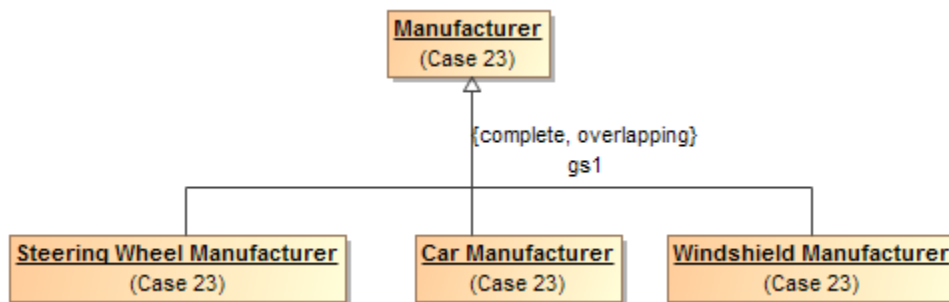 Manufacturer
(Case 23)
{complete, overlapping}
gs1
Steering Wheel Manufacturer
(Case 23)
Car Manufacturer
(Case 23)
Windshield Manufacturer
(Case 23)